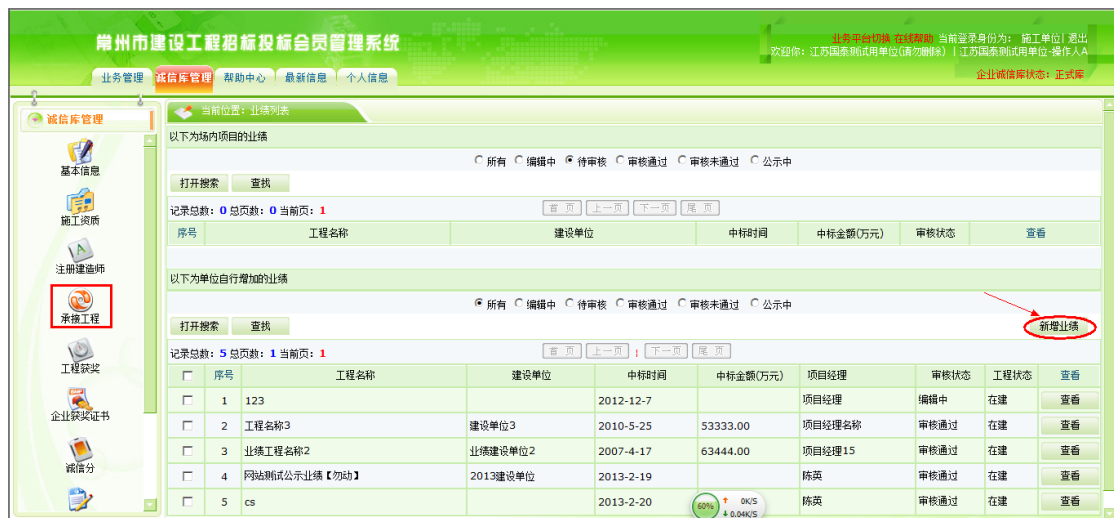 常州市建设工程招标投标会员管理系统
业务平台切换 在线帮助 当前登录身份为: 施工单位| 退出
欢迎你: 江苏国泰测试用单位(请勿删除) | 江苏国泰测试用单位-操作人A
业务管理 诚信库管理 帮助中心 最新信息 个人信息
企业诚信库状态: 正式库
诚信库管理
基本信息
施工资质
注册建造师
承接工程
工程获奖
企业获奖证书
诚信分
当前位置: 业绩列表
以下为场内项目的业绩
所有 编辑中 待审核 审核通过 审核未通过 公示中
打开搜索 查找
记录总数: 0 总页数: 0 当前页: 1 首 页 上一页 下一页 尾 页
序号 工程名称 建设单位 中标时间 中标金额(万元) 审核状态 查看
以下为单位自行增加的业绩
所有 编辑中 待审核 审核通过 审核未通过 公示中
打开搜索 查找 新增业绩
记录总数: 5 总页数: 1 当前页: 1 首 页 上一页 1 下一页 尾 页
序号 工程名称 建设单位 中标时间 中标金额(万元) 项目经理 审核状态 工程状态 查看
1 123 2012-12-7 项目经理 编辑中 在建 查看
2 工程名称3 建设单位3 2010-5-25 53333.00 项目经理名称 审核通过 在建 查看
3 业绩工程名称2 业绩建设单位2 2007-4-17 63444.00 项目经理15 审核通过 在建 查看
4 网站测试公示业绩【勿动】 2013建设单位 2013-2-19 陈英 审核通过 在建 查看
5 cs 2013-2-20 陈英 审核通过 在建 查看
60% ↑ 0K/S
↓ 0.04K/S